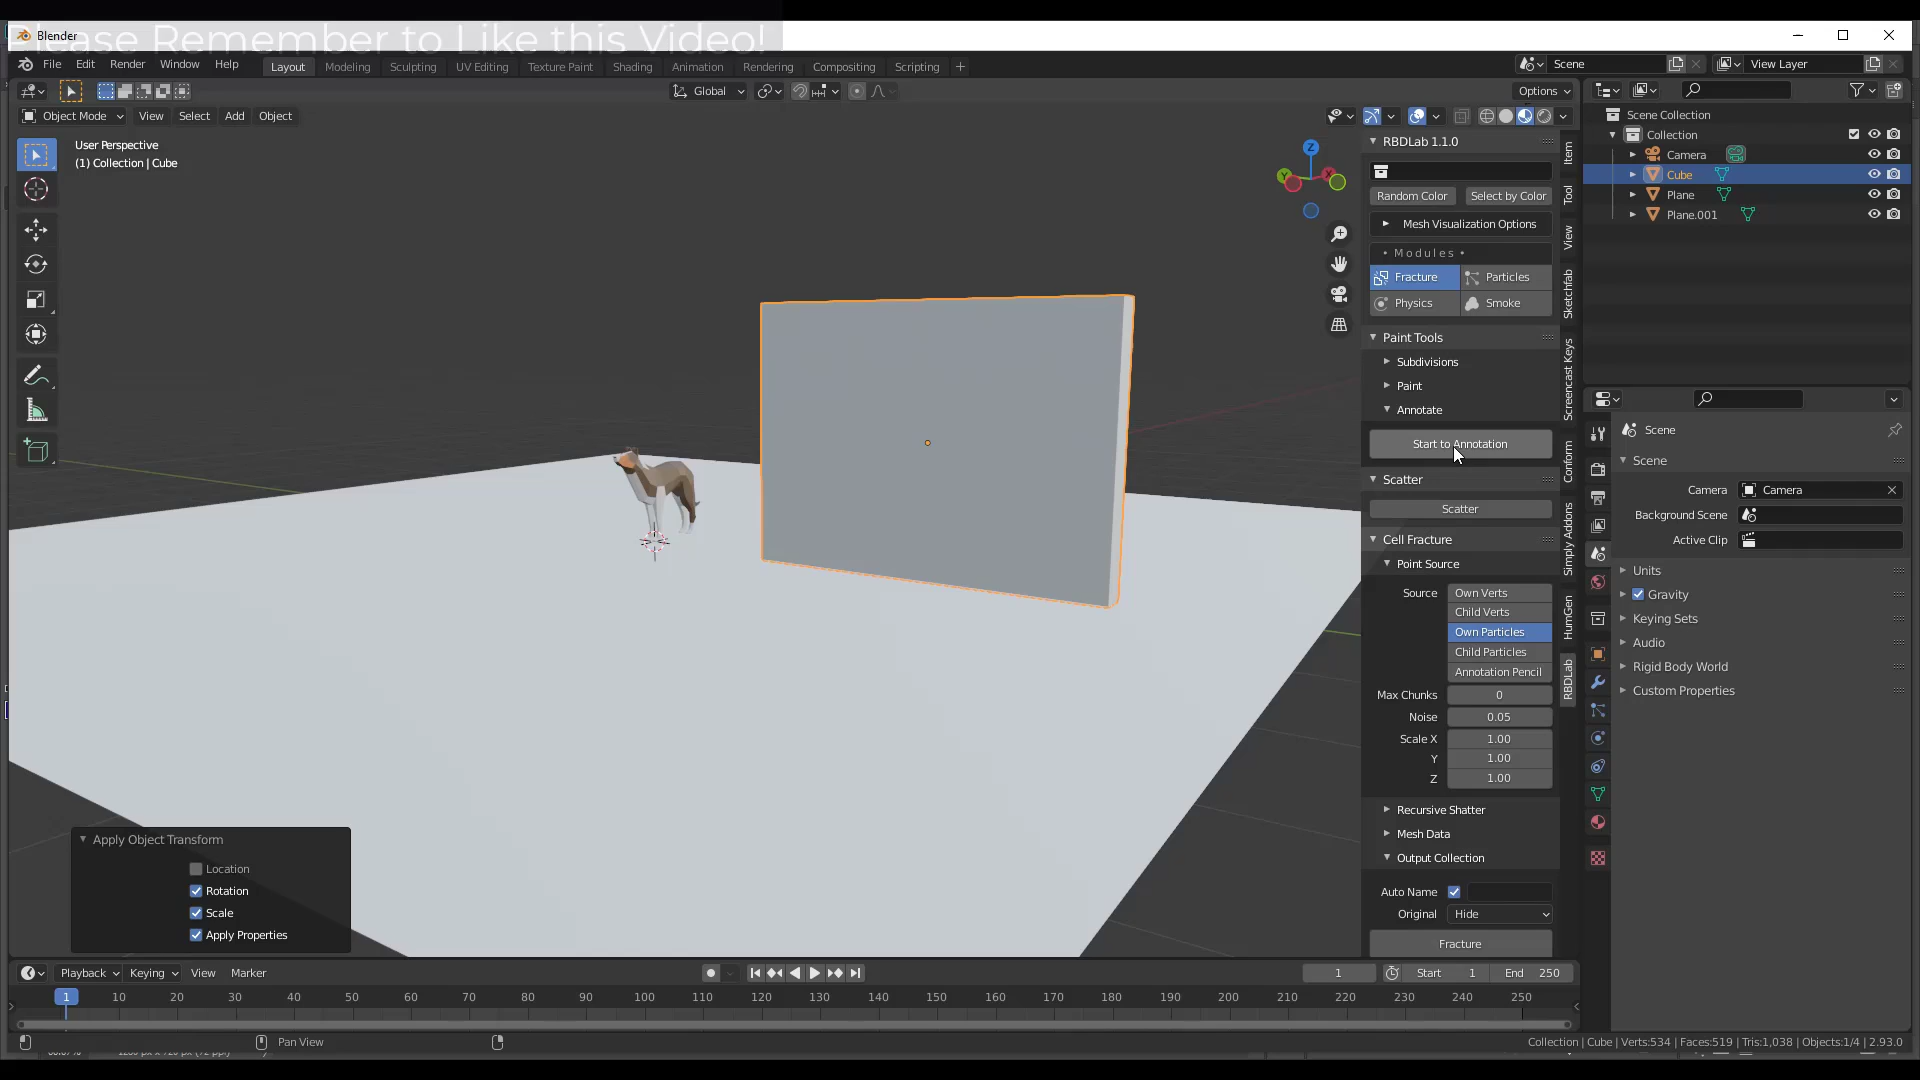 Please Remember to Like this Video!
Blender
File Edit Render Window Help
Layout Modeling Sculpting UV Editing Texture Paint Shading Animation Rendering Compositing Scripting +
Scene
View Layer
Global
Options
Object Mode View Select Add Object
User Perspective
(1) Collection | Cube
Z
Y
X
RBDLab 1.1.0
Random Color Select by Color
Mesh Visualization Options
• Modules •
Fracture Particles
Physics Smoke
Paint Tools
Subdivisions
Paint
Annotate
Start to Annotation
Scatter
Scatter
Cell Fracture
Point Source
Source Own Verts
Child Verts
Own Particles
Child Particles
Annotation Pencil
Max Chunks 0
Noise 0.05
Scale X 1.00
Y 1.00
Z 1.00
Recursive Shatter
Mesh Data
Output Collection
Auto Name
Original Hide
Fracture
Item
Tool
View
Sketchfab
Screencast Keys
Conform
Simply Addons
HumGen
RBDLab
Scene Collection
Collection
Camera
Cube
Plane
Plane.001
Scene
Scene
Camera Camera
Background Scene
Active Clip
Units
Gravity
Keying Sets
Audio
Rigid Body World
Custom Properties
Apply Object Transform
Location
Rotation
Scale
Apply Properties
Playback Keying View Marker
1 Start 1 End 250
1 10 20 30 40 50 60 70 80 90 100 110 120 130 140 150 160 170 180 190 200 210 220 230 240 250
Pan View
Collection | Cube | Verts:534 | Faces:519 | Tris:1,038 | Objects:1/4 | 2.93.0